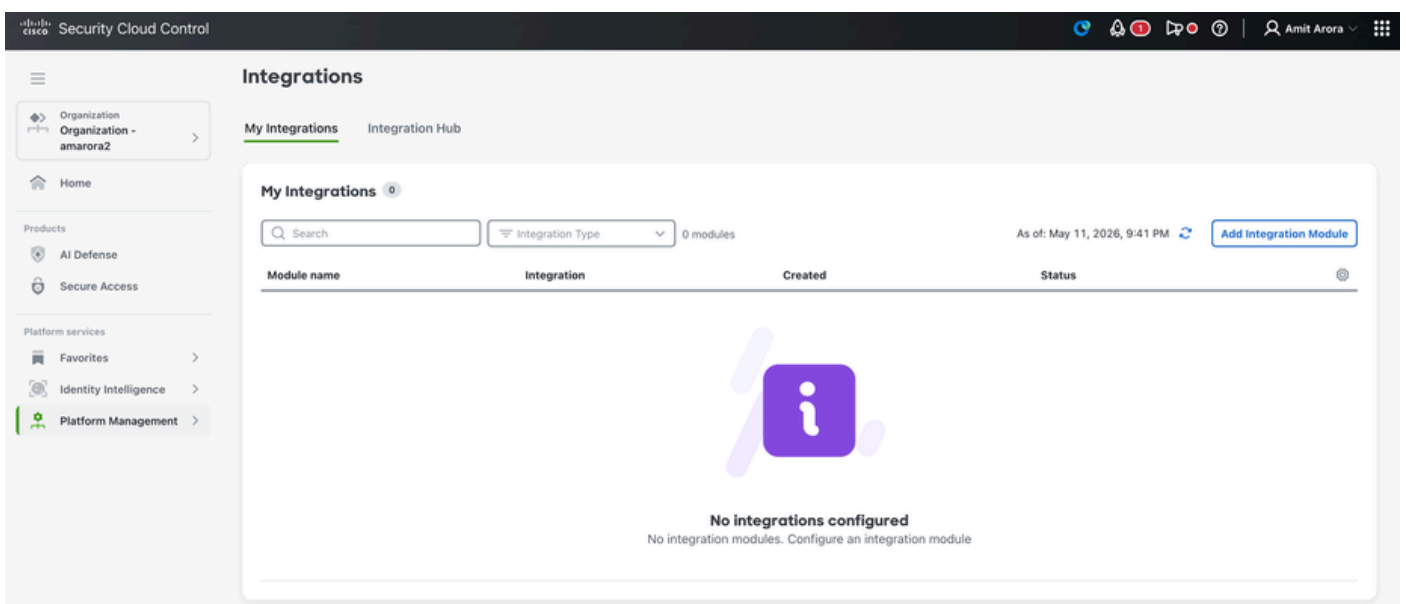 cisco Security Cloud Control
1
Amit Arora
Organization
Organization -
amarora2
Home
Products
AI Defense
Secure Access
Platform services
Favorites
Identity Intelligence
Platform Management
Integrations
My Integrations Integration Hub
My Integrations 0
Search
Integration Type
0 modules
As of: May 11, 2026, 9:41 PM
Add Integration Module
Module name Integration Created Status
No integrations configured
No integration modules. Configure an integration module